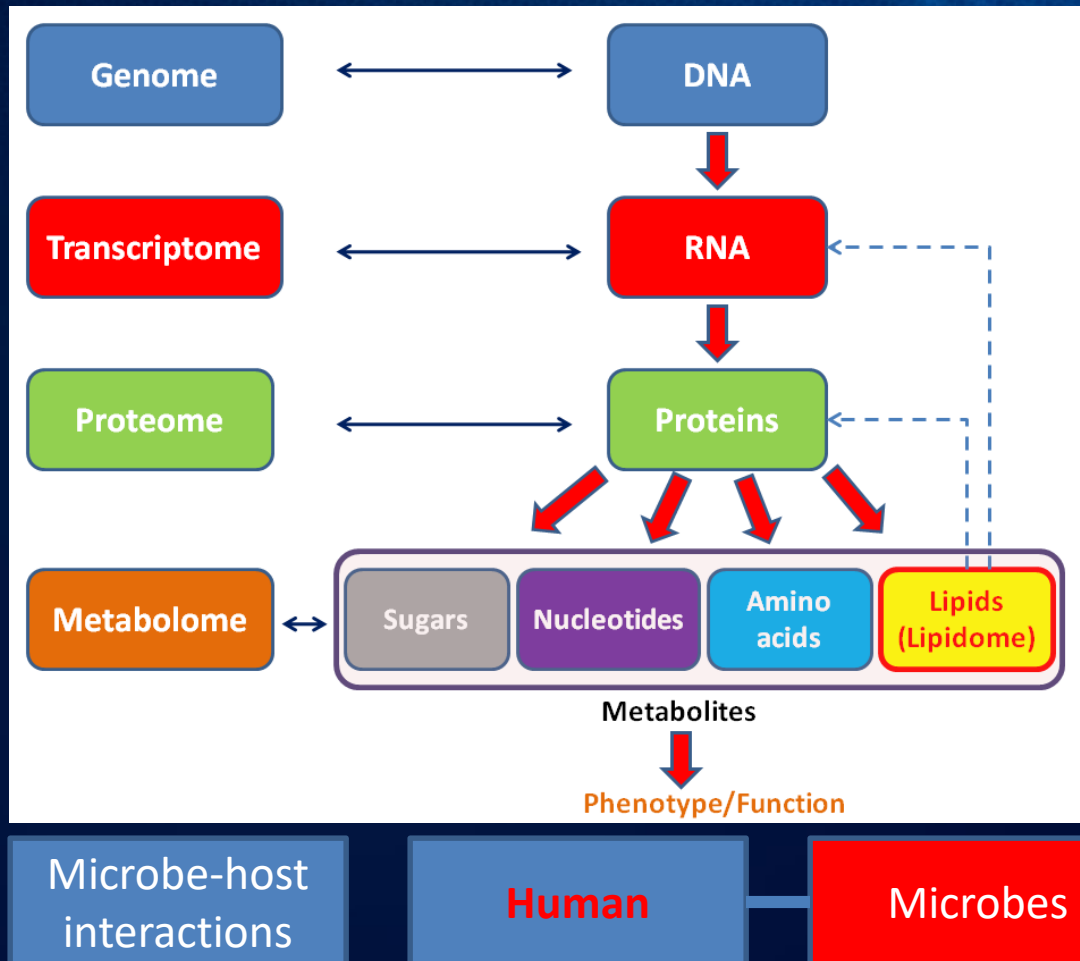 Genome
DNA
Transcriptome
RNA
Proteome
Proteins
Metabolome
Sugars
Nucleotides
Amino
acids
Lipids
(Lipidome)
Metabolites
Phenotype/Function
Microbe-host
interactions
Human
Microbes